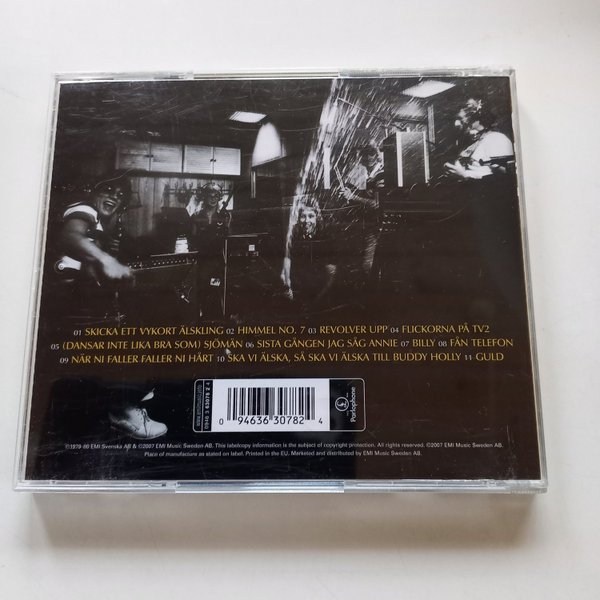 01 SKICKA ETT VYKORT ÄLSKLING 02 HIMMEL NO. 7 03 REVOLVER UPP 04 FLICKORNA PÅ TV2
05 (DANSAR INTE LIKA BRA SOM) SJÖMÄN 06 SISTA GÅNGEN JAG SÅG ANNIE 07 BILLY 08 FÅN TELEFON
09 NÄR NI FALLER FALLER NI HÅRT 10 SKA VI ÄLSKA, SÅ SKA VI ÄLSKA TILL BUDDY HOLLY 11 GULD
0946 3 63078 2 4
0 94636 30782 4
Parlophone
©1979-80 EMI Svenska AB & ©2007 EMI Music Sweden AB. This labelcopy information is the subject of copyright protection. All rights reserved. ©2007 EMI Music Sweden AB.
Place of manufacture as stated on label. Printed in the EU. Marketed and distributed by EMI Music Sweden AB.